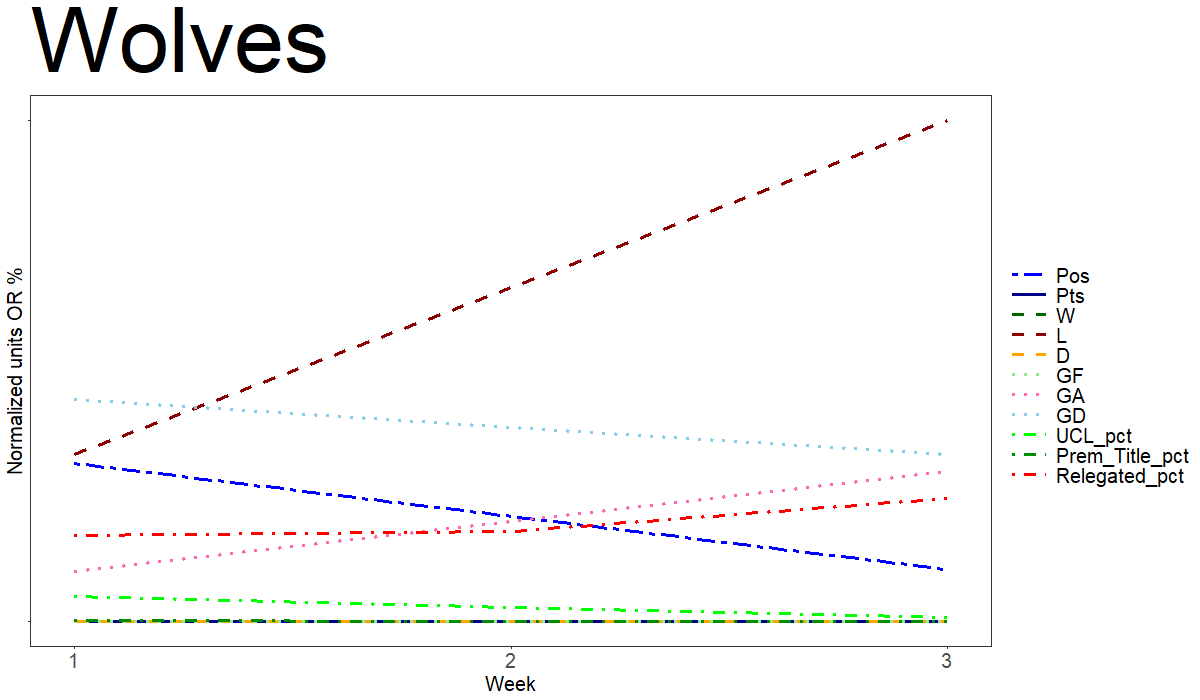 Wolves
Normalized units OR %
1
2
3
Week
Pos
Pts
W
L
D
GF
GA
GD
UCL_pct
Prem_Title_pct
Relegated_pct